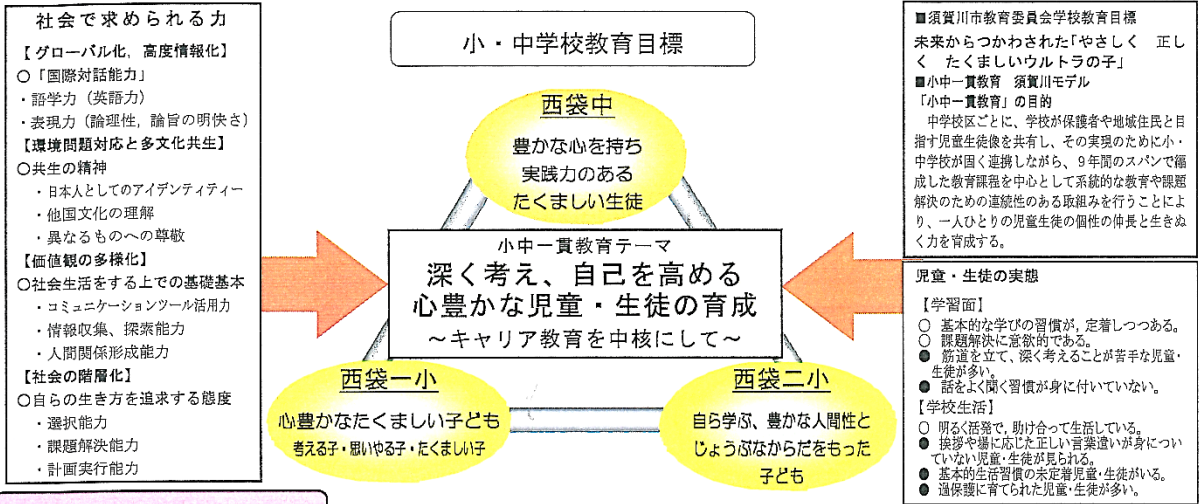 社会で求められる力
【グローバル化，高度情報化】
○「国際対話能力」
・語学力（英語力）
・表現力（論理性，論旨の明快さ）
【環境問題対応と多文化共生】
○共生の精神
・日本人としてのアイデンティティー
・他国文化の理解
・異なるものへの尊敬
【価値観の多様化】
○社会生活をする上での基礎基本
・コミュニケーションツール活用力
・情報収集、探索能力
・人間関係形成能力
【社会の階層化】
○自らの生き方を追求する態度
・選択能力
・課題解決能力
・計画実行能力
小・中学校教育目標
西袋中
豊かな心を持ち
実践力のある
たくましい生徒
小中一貫教育テーマ
深く考え、自己を高める
心豊かな児童・生徒の育成
～キャリア教育を中核にして～
西袋一小
心豊かなたくましい子ども
考える子・思いやる子・たくましい子
西袋二小
自ら学ぶ、豊かな人間性と
じょうぶなからだをもった
子ども
■須賀川市教育委員会学校教育目標
未来からつかわされた「やさしく　正し
く　たくましいウルトラの子」
■小中一貫教育　須賀川モデル
「小中一貫教育」の目的
中学校区ごとに、学校が保護者や地域住民と目
指す児童生徒像を共有し、その実現のために小・
中学校が固く連携しながら、９年間のスパンで編
成した教育課程を中心として系統的な教育や課題
解決のための連続性のある取組みを行うことによ
り、一人ひとりの児童生徒の個性の伸長と生きぬ
く力を育成する。
児童・生徒の実態
【学習面】
○ 基本的な学びの習慣が，定着しつつある。
○ 課題解決に意欲的である。
● 筋道を立て、深く考えることが苦手な児童・
生徒が多い。
● 話をよく聞く習慣が身に付いていない。
【学校生活】
○ 明るく活発で、助け合って生活している。
● 挨拶や場に応じた正しい言葉遣いが身につい
ていない児童・生徒が見られる。
● 基本的生活習慣の未定着児童・生徒がいる。
● 過保護に育てられた児童・生徒が多い。